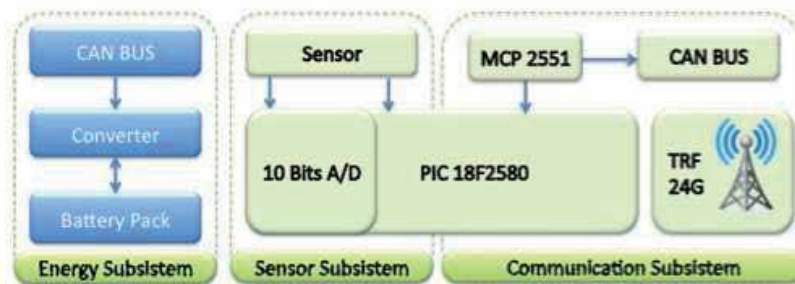 CAN BUS
Converter
Battery Pack
Energy Subsistem
Sensor
10 Bits A/D
Sensor Subsistem
MCP 2551
CAN BUS
PIC 18F2580
TRF
24G
Communication Subsistem